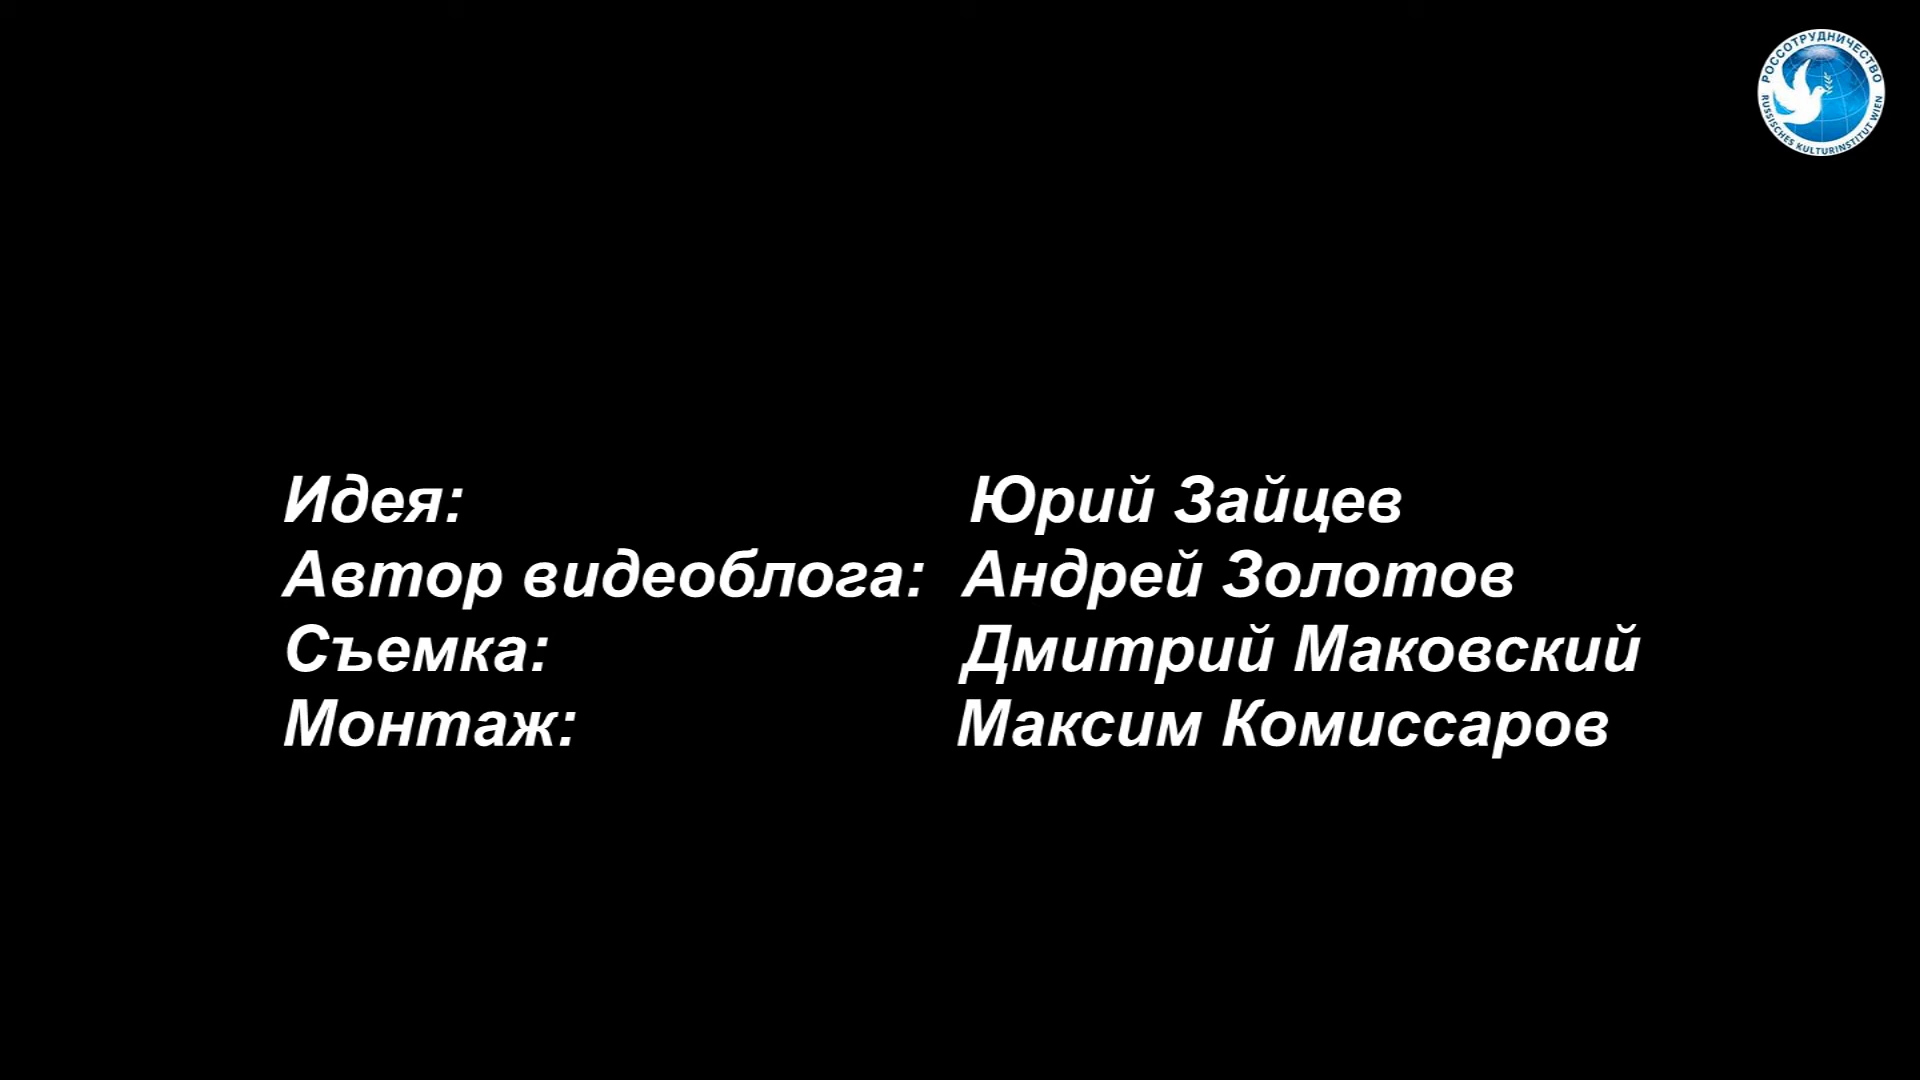 РОССОТРУДНИЧЕСТВО
RUSSISCHES KULTURINSTITUT WIEN
Идея: Юрий Зайцев
Автор видеоблога: Андрей Золотов
Съемка: Дмитрий Маковский
Монтаж: Максим Комиссаров